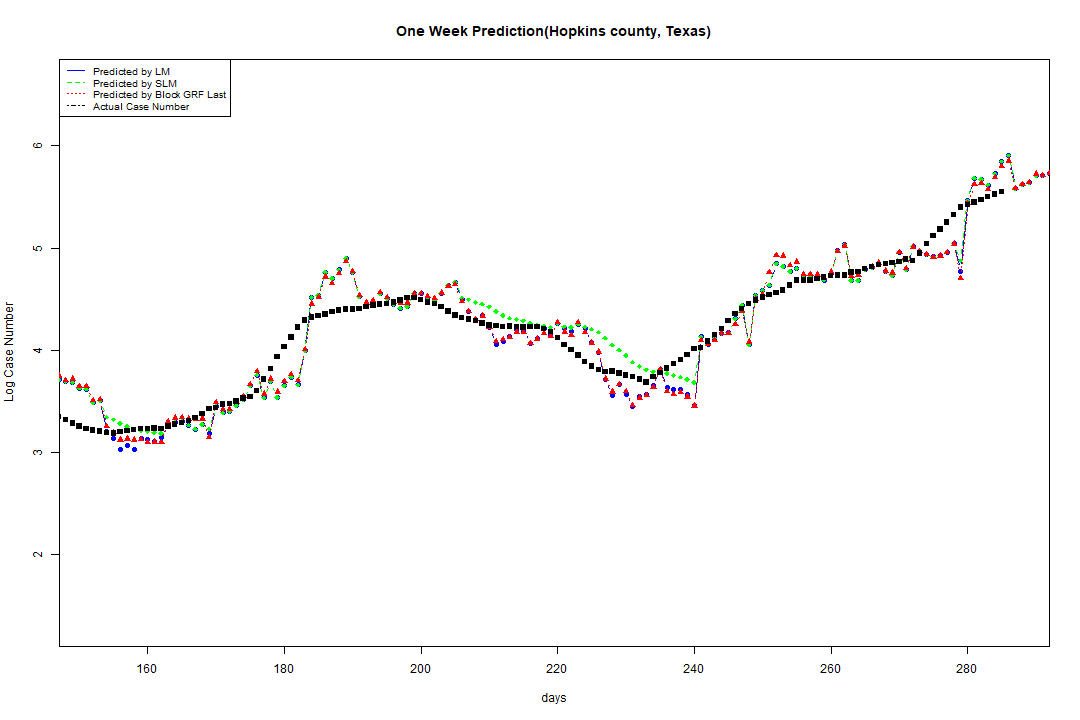 One Week Prediction(Hopkins county, Texas)
Predicted by LM
Predicted by SLM
Predicted by Block GRF Last
Actual Case Number
6
5
4
3
2
Log Case Number
160 180 200 220 240 260 280
days